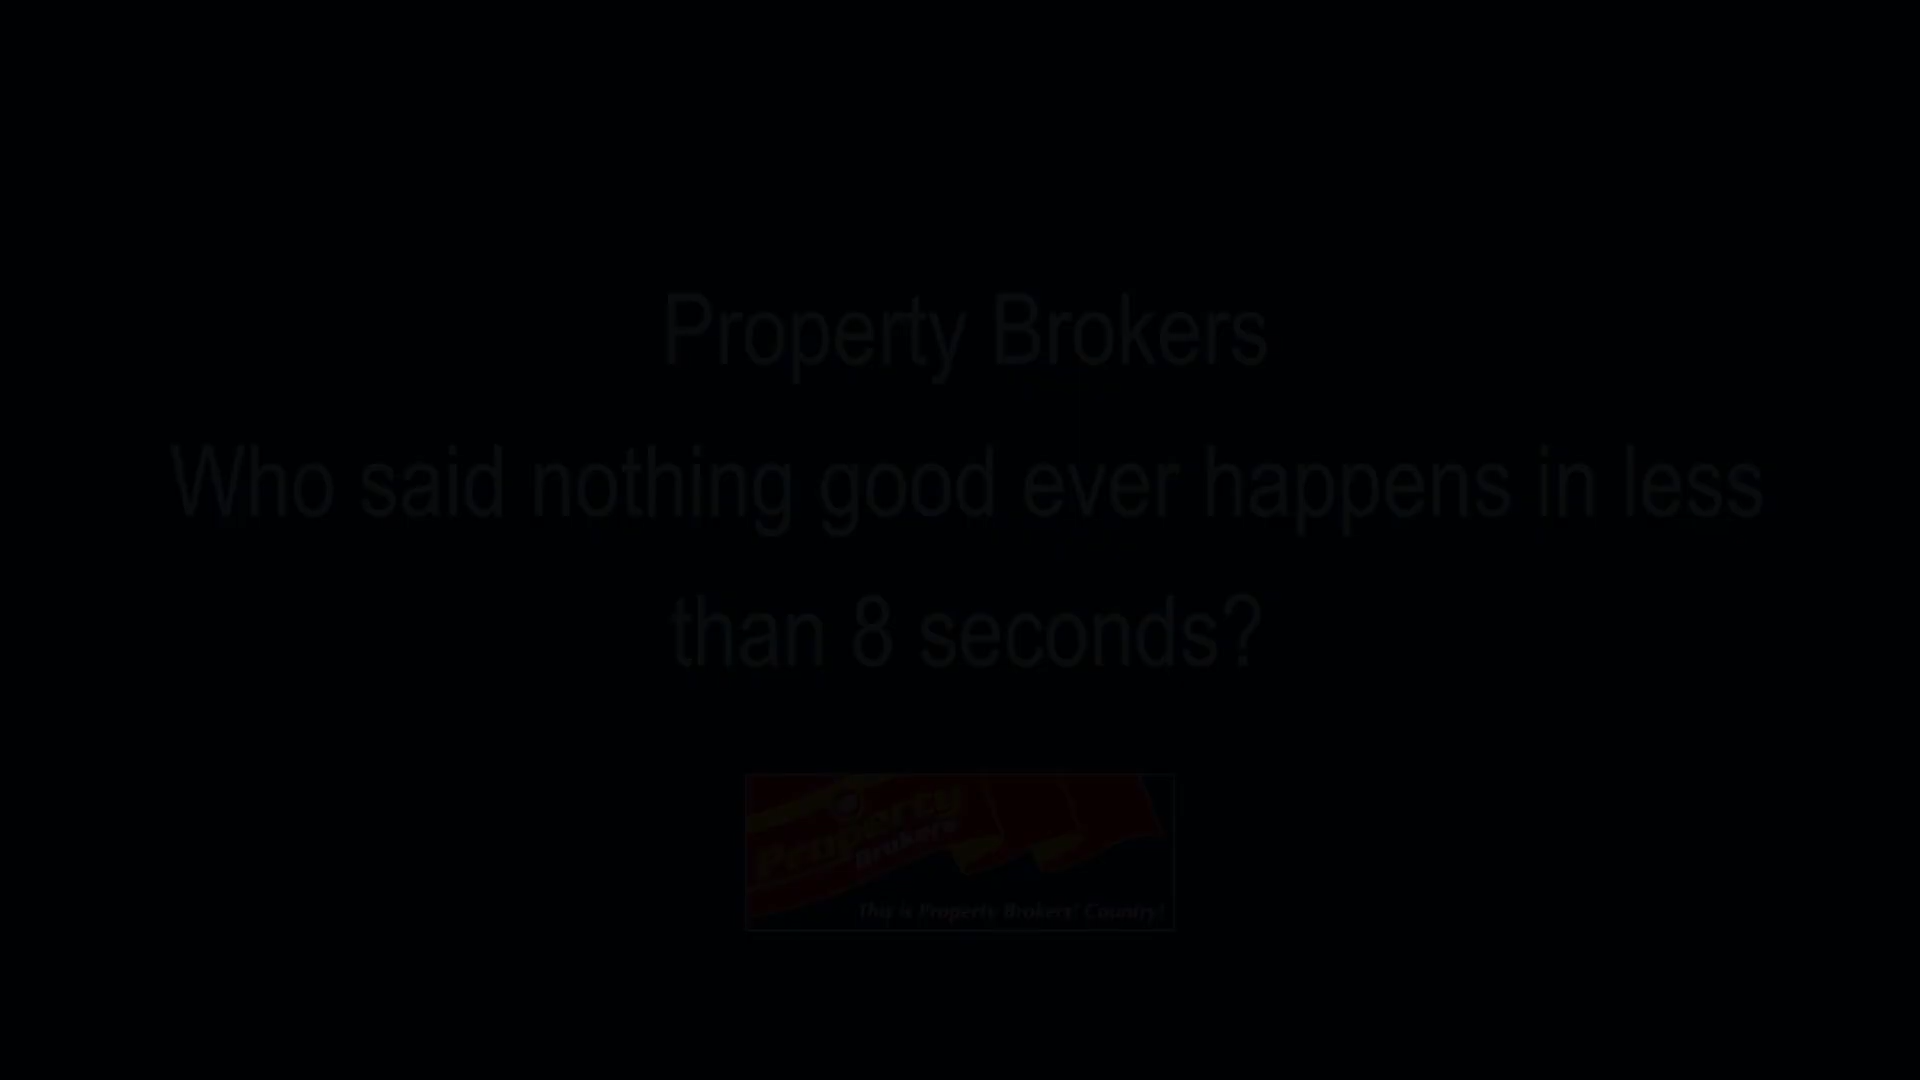 Property Brokers
Who said nothing good ever happens in less
than 8 seconds?
Property
Brokers
This is Property Brokers' Country!